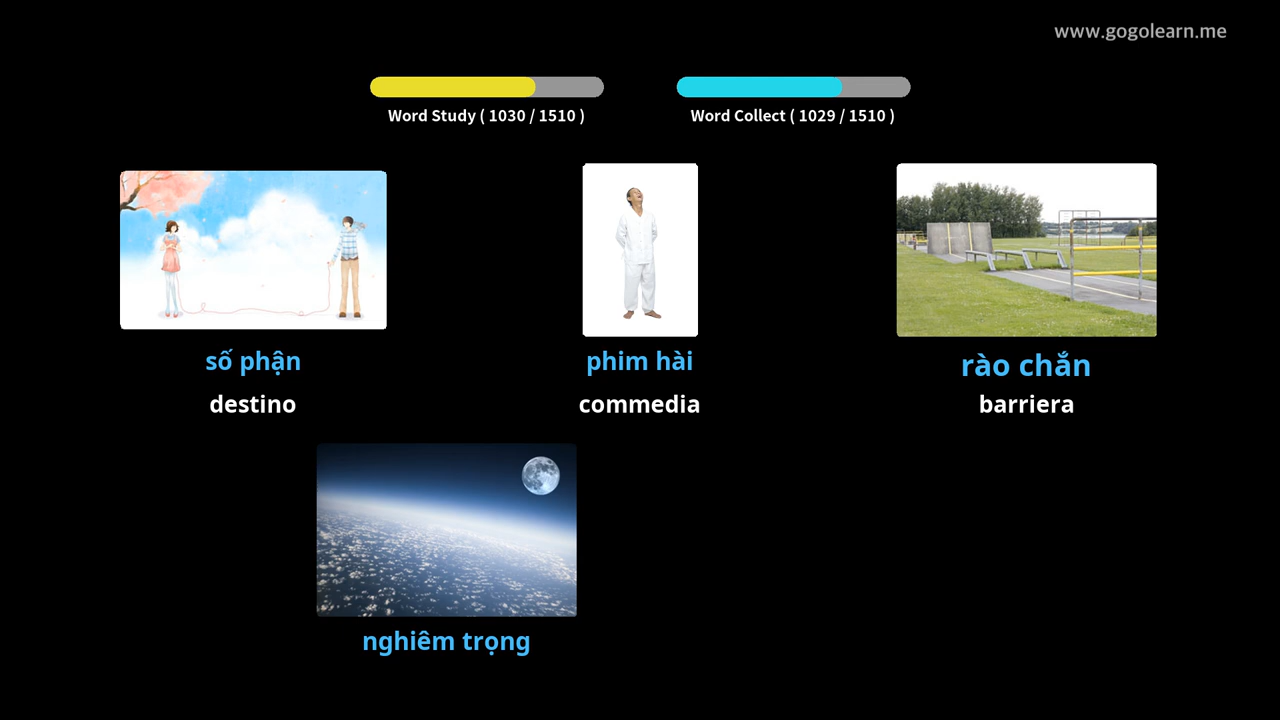 www.gogolearn.me
Word Study ( 1030 / 1510 )
Word Collect ( 1029 / 1510 )
số phận
destino
phim hài
commedia
rào chắn
barriera
nghiêm trọng